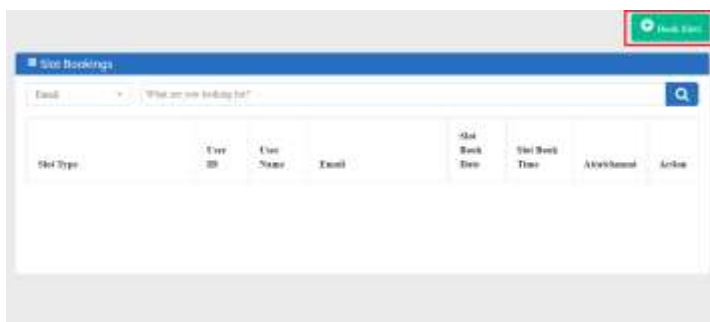 Book Slot
Slot Bookings
Email
What are you looking for?
Slot Type
User ID
User Name
Email
Slot Book Date
Slot Book Time
Attatchment
Action